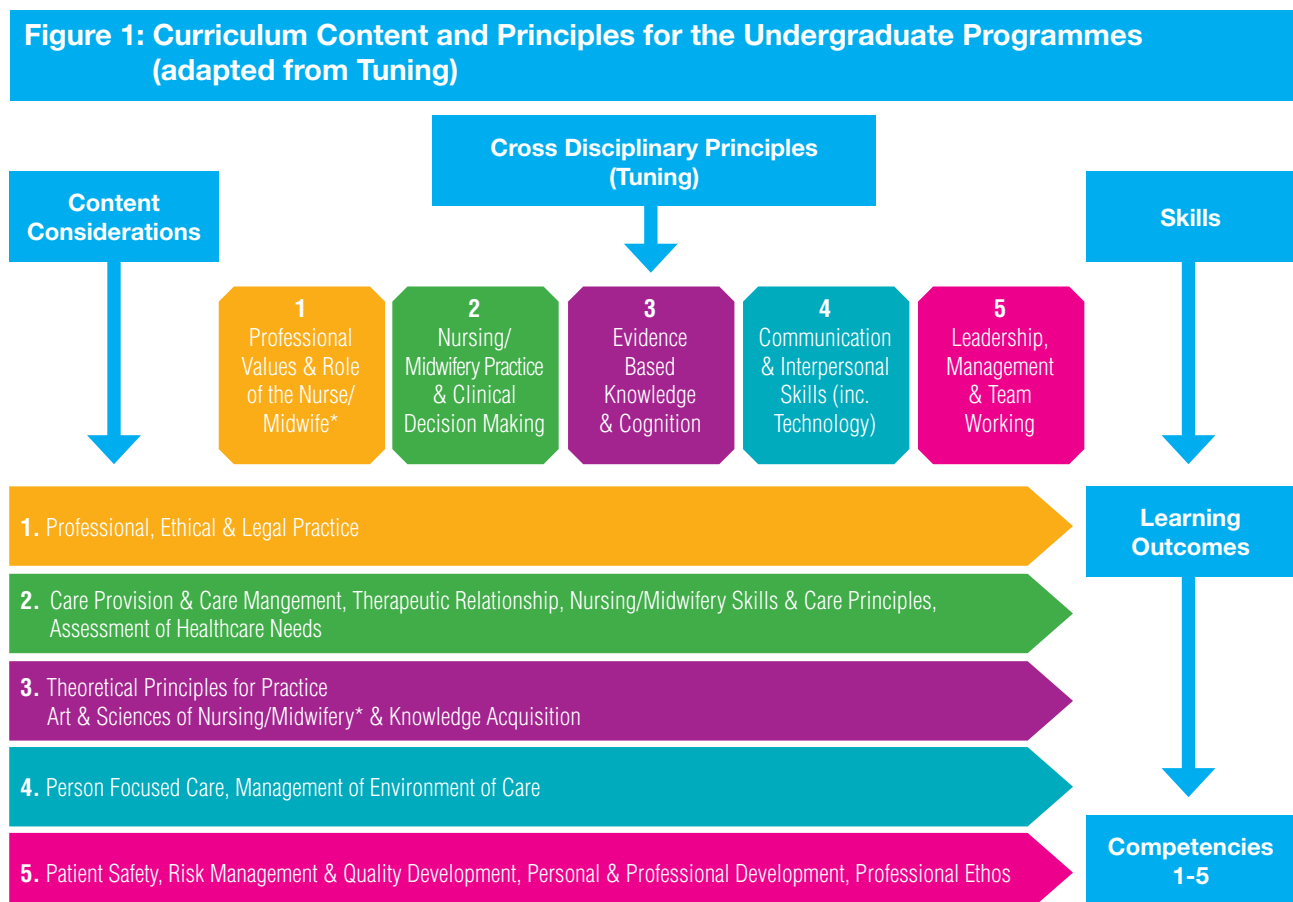 Figure 1: Curriculum Content and Principles for the Undergraduate Programmes
(adapted from Tuning)
Cross Disciplinary Principles
(Tuning)
Content
Considerations
Skills
1
Professional
Values & Role
of the Nurse/
Midwife*
2
Nursing/
Midwifery Practice
& Clinical
Decision Making
3
Evidence
Based
Knowledge
& Cognition
4
Communication
& Interpersonal
Skills (inc.
Technology)
5
Leadership,
Management
& Team
Working
1. Professional, Ethical & Legal Practice
Learning
Outcomes
2. Care Provision & Care Mangement, Therapeutic Relationship, Nursing/Midwifery Skills & Care Principles,
Assessment of Healthcare Needs
3. Theoretical Principles for Practice
Art & Sciences of Nursing/Midwifery* & Knowledge Acquisition
4. Person Focused Care, Management of Environment of Care
5. Patient Safety, Risk Management & Quality Development, Personal & Professional Development, Professional Ethos
Competencies
1-5